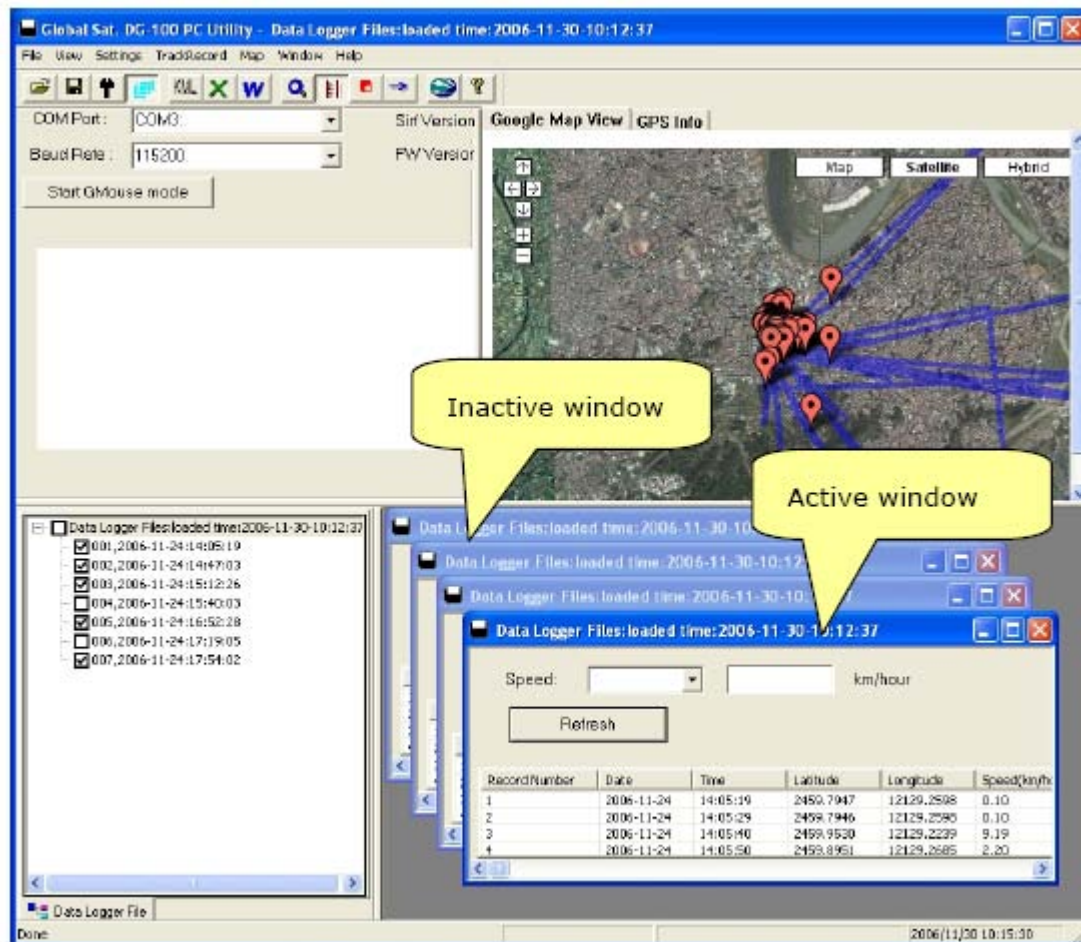 Global Sat. DG-100 PC Utility - Data Logger Files:loaded time:2006-11-30-10:12:37
File View Settings TrackRecord Map Window Help
KML X W
COM Port: COM3: Sirf Version
Baud Rate: 115200 FW Version
Start GMouse mode
Google Map View GPS Info
Map Satellite Hybrid
Inactive window
Active window
Data Logger Files:loaded time:2006-11-30-10:12:37
001,2006-11-24:14:05:19
002,2006-11-24:14:47:03
003,2006-11-24:15:12:26
004,2006-11-24:15:40:03
005,2006-11-24:16:52:28
006,2006-11-24:17:19:05
007,2006-11-24:17:54:02
Data Logger File
Data Logger Files:loaded time:2006-11-30-10
Data Logger Files:loaded time:2006-11-30-10:12
Data Logger Files:loaded time:2006-11-30-10: :37
Data Logger Files:loaded time:2006-11-30-10:12:37
Speed: km/hour
Refresh
Record Number Date Time Latitude Longitude Speed(km/h
1 2006-11-24 14:05:19 2459.7947 12129.2598 0.10
2 2006-11-24 14:05:29 2459.7946 12129.2598 0.10
3 2006-11-24 14:05:40 2459.9530 12129.2239 9.19
4 2006-11-24 14:05:50 2459.8951 12129.2685 2.20
Done 2006/11/30 10:15:30